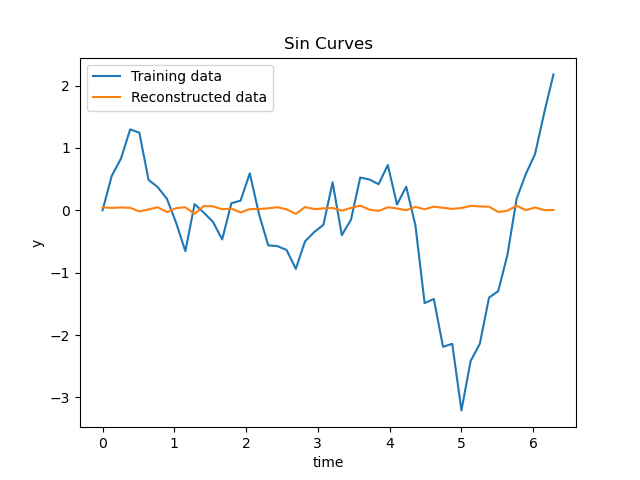 Sin Curves
Training data
Reconstructed data
2
1
0
−1
−2
−3
y
0 1 2 3 4 5 6
time